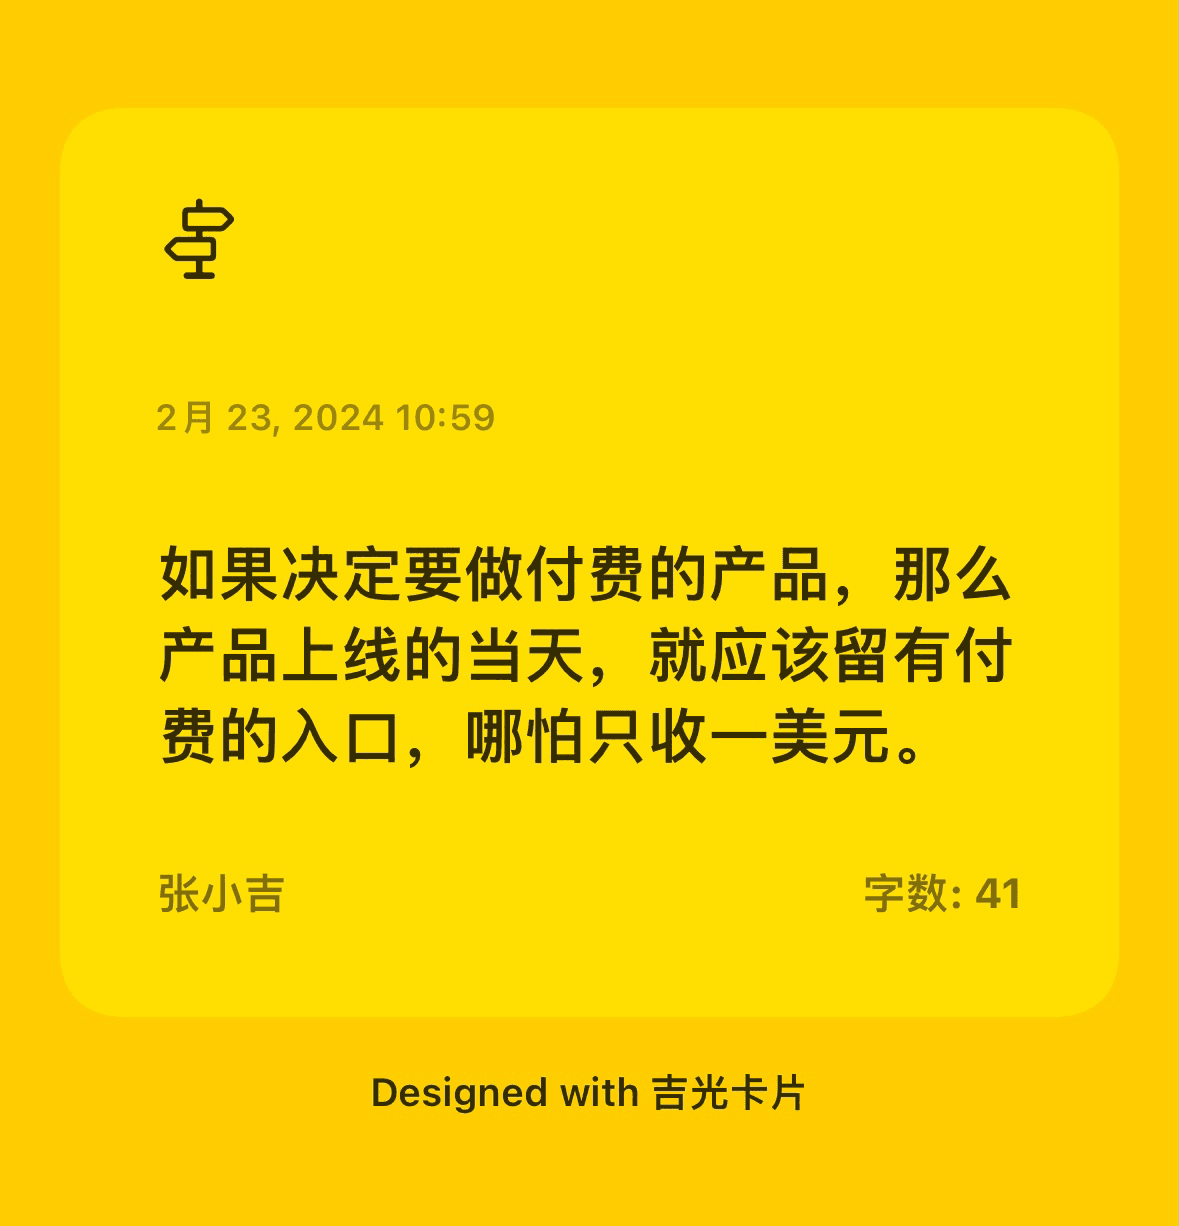 2月 23, 2024 10:59
如果决定要做付费的产品，那么
产品上线的当天，就应该留有付
费的入口，哪怕只收一美元。
张小吉
字数: 41
Designed with 吉光卡片